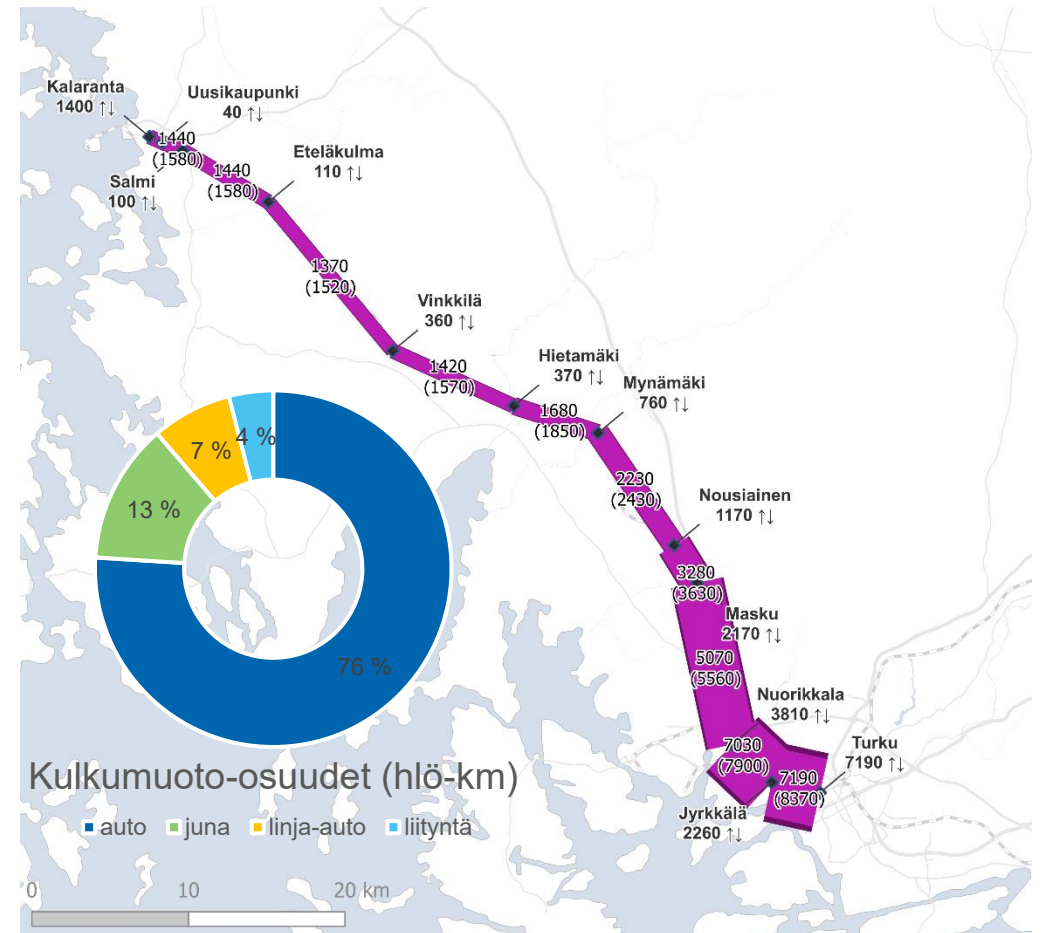 Kalaranta
1400 ↑↓
Uusikaupunki
40 ↑↓
1440
(1580)
Salmi
100 ↑↓
1440
(1580)
Eteläkulma
110 ↑↓
1370
(1520)
Vinkkilä
360 ↑↓
1420
(1570)
Hietamäki
370 ↑↓
1680
(1850)
Mynämäki
760 ↑↓
2230
(2430)
Nousiainen
1170 ↑↓
3280
(3630)
Masku
2170 ↑↓
5070
(5560)
Nuorikkala
3810 ↑↓
7030
(7900)
Turku
7190 ↑↓
7190
(8370)
Jyrkkälä
2260 ↑↓
4 %
7 %
13 %
76 %
Kulkumuoto-osuudet (hlö-km)
auto juna linja-auto liityntä
0 10 20 km